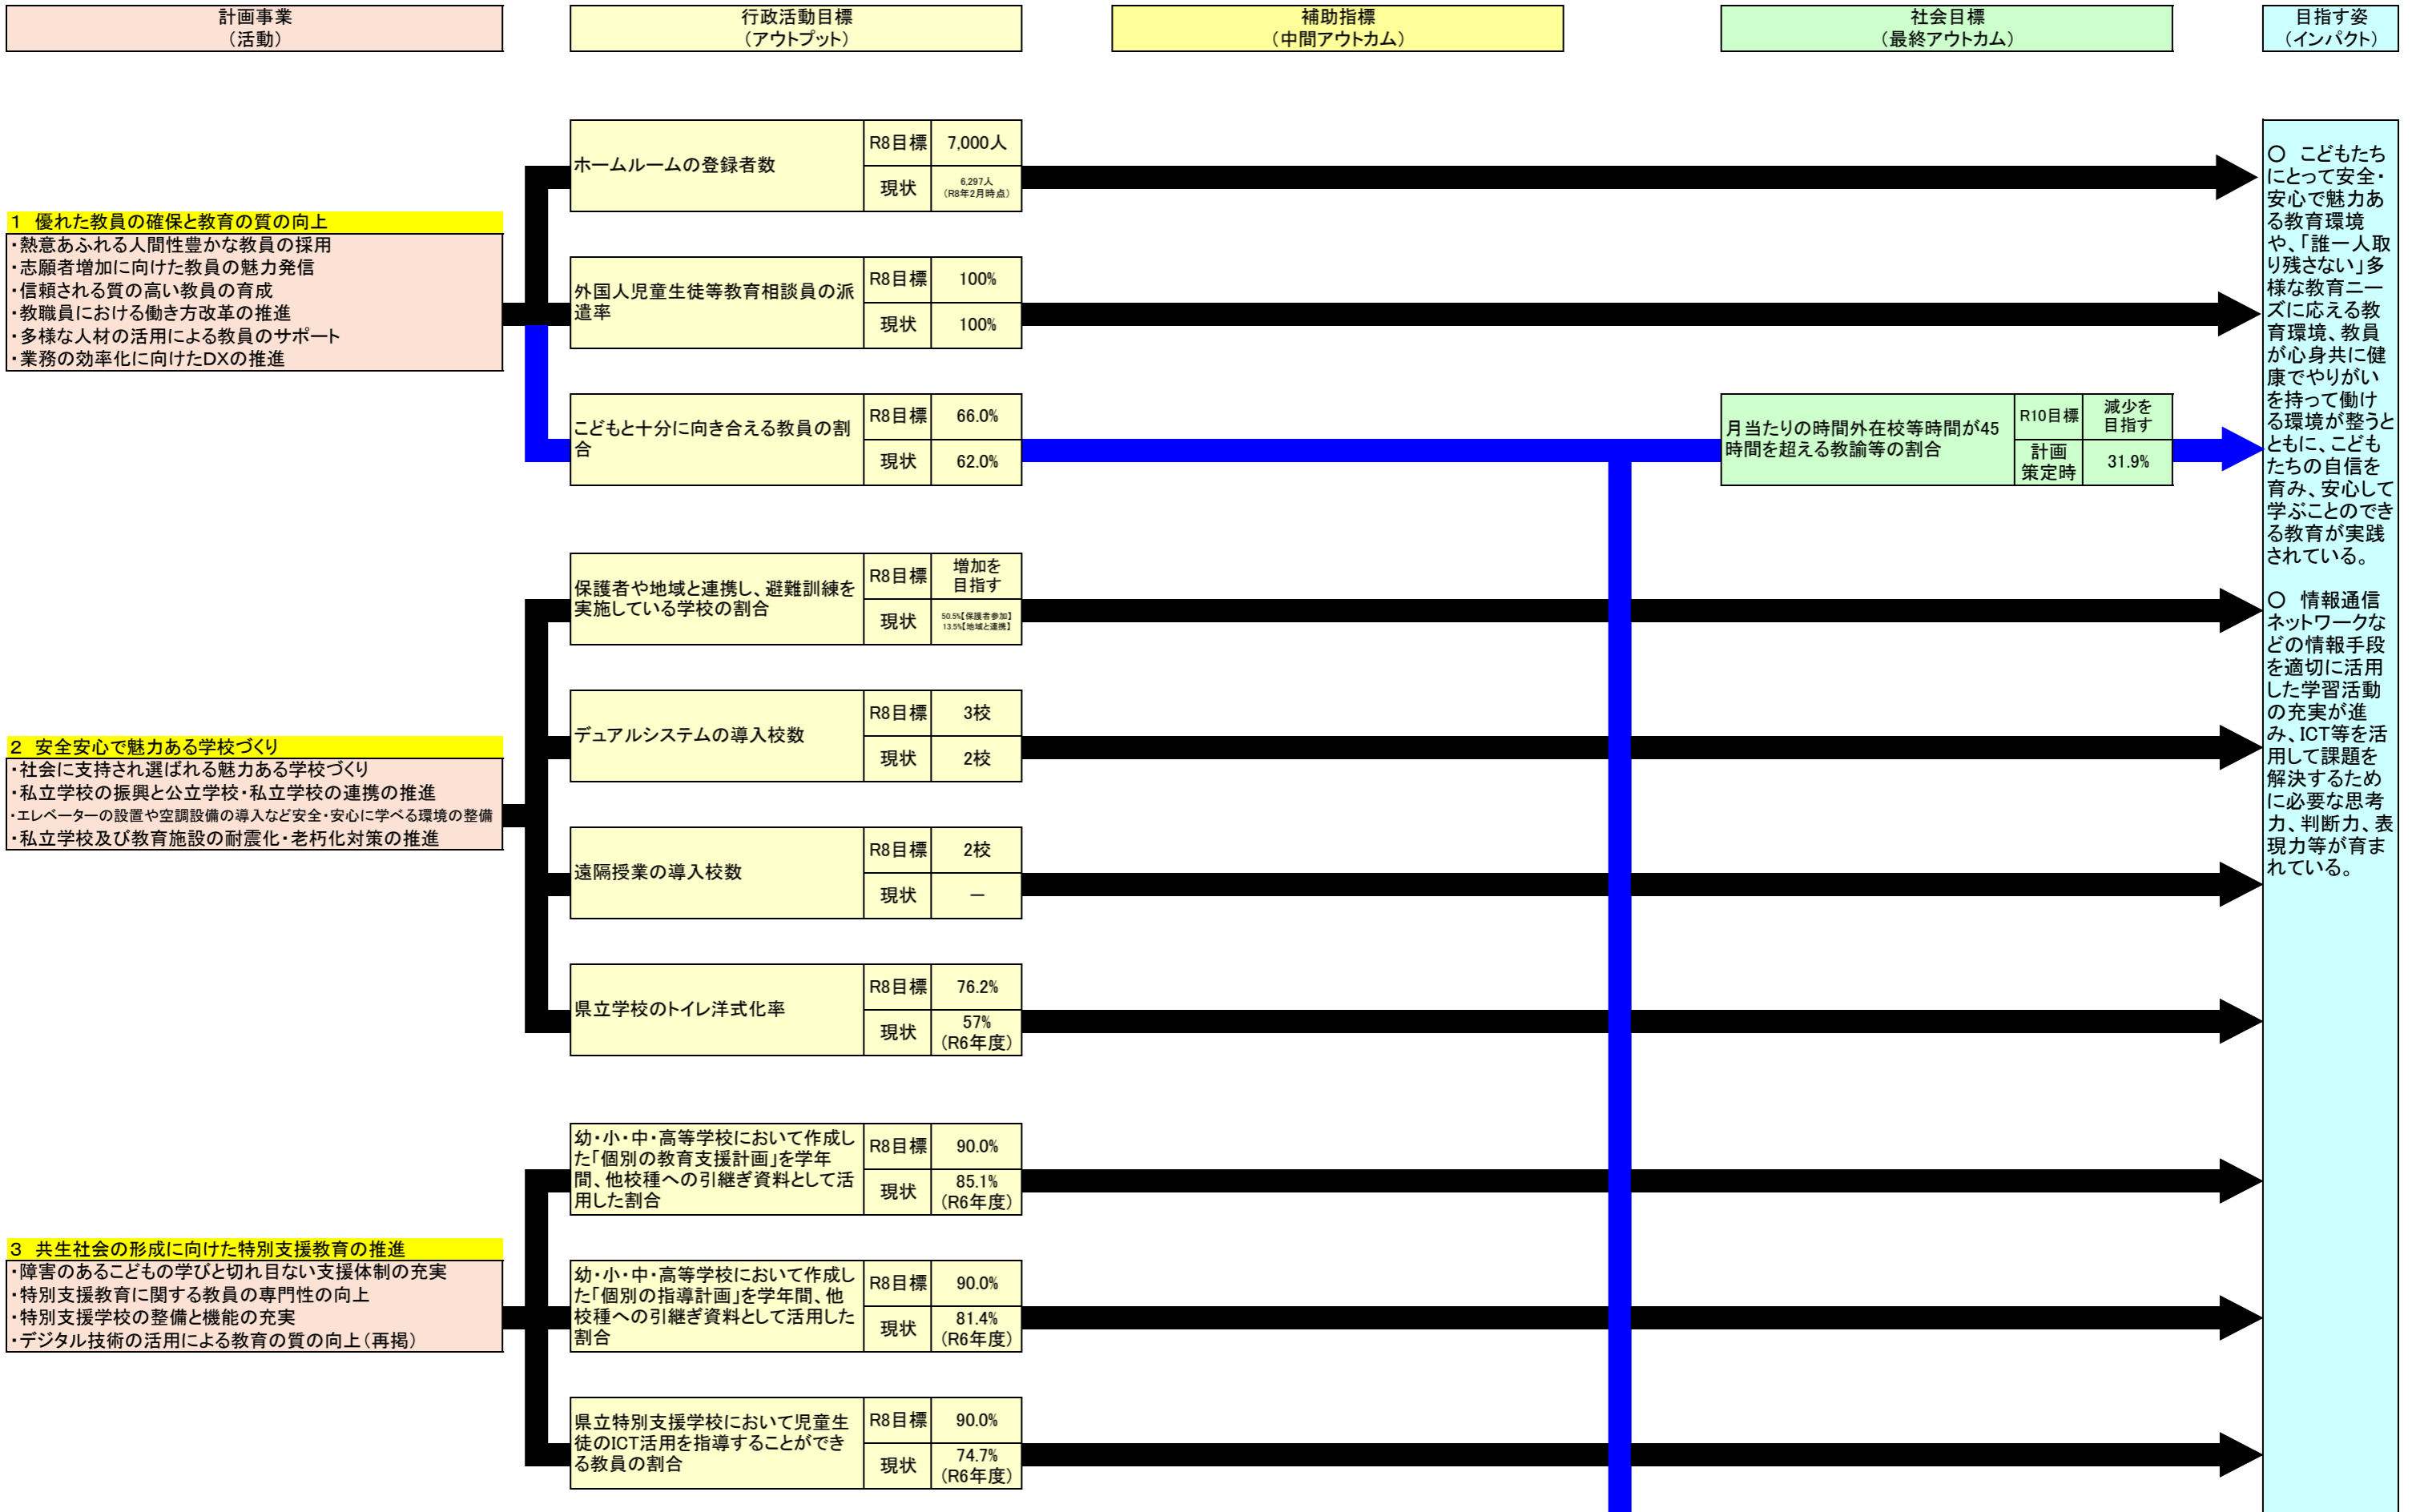 計画事業
（活動）
行政活動目標
（アウトプット）
補助指標
（中間アウトカム）
社会目標
（最終アウトカム）
目指す姿
（インパクト）
1　優れた教員の確保と教育の質の向上
・熱意あふれる人間性豊かな教員の採用
・志願者増加に向けた教員の魅力発信
・信頼される質の高い教員の育成
・教職員における働き方改革の推進
・多様な人材の活用による教員のサポート
・業務の効率化に向けたDXの推進
ホームルームの登録者数
R8目標
7,000人
現状
6,297人
（R8年2月時点）
外国人児童生徒等教育相談員の派
遣率
R8目標
100%
現状
100%
こどもと十分に向き合える教員の割
合
R8目標
66.0%
現状
62.0%
月当たりの時間外在校等時間が45
時間を超える教諭等の割合
R10目標
減少を
目指す
計画
策定時
31.9%
2　安全安心で魅力ある学校づくり
・社会に支持され選ばれる魅力ある学校づくり
・私立学校の振興と公立学校・私立学校の連携の推進
・エレベーターの設置や空調設備の導入など安全・安心に学べる環境の整備
・私立学校及び教育施設の耐震化・老朽化対策の推進
保護者や地域と連携し、避難訓練を
実施している学校の割合
R8目標
増加を
目指す
現状
50.5%【保護者参加】
13.5%【地域と連携】
デュアルシステムの導入校数
R8目標
3校
現状
2校
遠隔授業の導入校数
R8目標
2校
現状
－
県立学校のトイレ洋式化率
R8目標
76.2%
現状
57%
（R6年度）
3　共生社会の形成に向けた特別支援教育の推進
・障害のあるこどもの学びと切れ目ない支援体制の充実
・特別支援教育に関する教員の専門性の向上
・特別支援学校の整備と機能の充実
・デジタル技術の活用による教育の質の向上（再掲）
幼・小・中・高等学校において作成し
た「個別の教育支援計画」を学年
間、他校種への引継ぎ資料として活
用した割合
R8目標
90.0%
現状
85.1%
（R6年度）
幼・小・中・高等学校において作成し
た「個別の指導計画」を学年間、他
校種への引継ぎ資料として活用した
割合
R8目標
90.0%
現状
81.4%
（R6年度）
県立特別支援学校において児童生
徒のICT活用を指導することができ
る教員の割合
R8目標
90.0%
現状
74.7%
（R6年度）
○　こどもたち
にとって安全・
安心で魅力あ
る教育環境
や、「誰一人取
り残さない」多
様な教育ニー
ズに応える教
育環境、教員
が心身共に健
康でやりがい
を持って働け
る環境が整うと
ともに、こども
たちの自信を
育み、安心して
学ぶことのでき
る教育が実践
されている。
○　情報通信
ネットワークな
どの情報手段
を適切に活用
した学習活動
の充実が進
み、ICT等を活
用して課題を
解決するため
に必要な思考
力、判断力、表
現力等が育ま
れている。